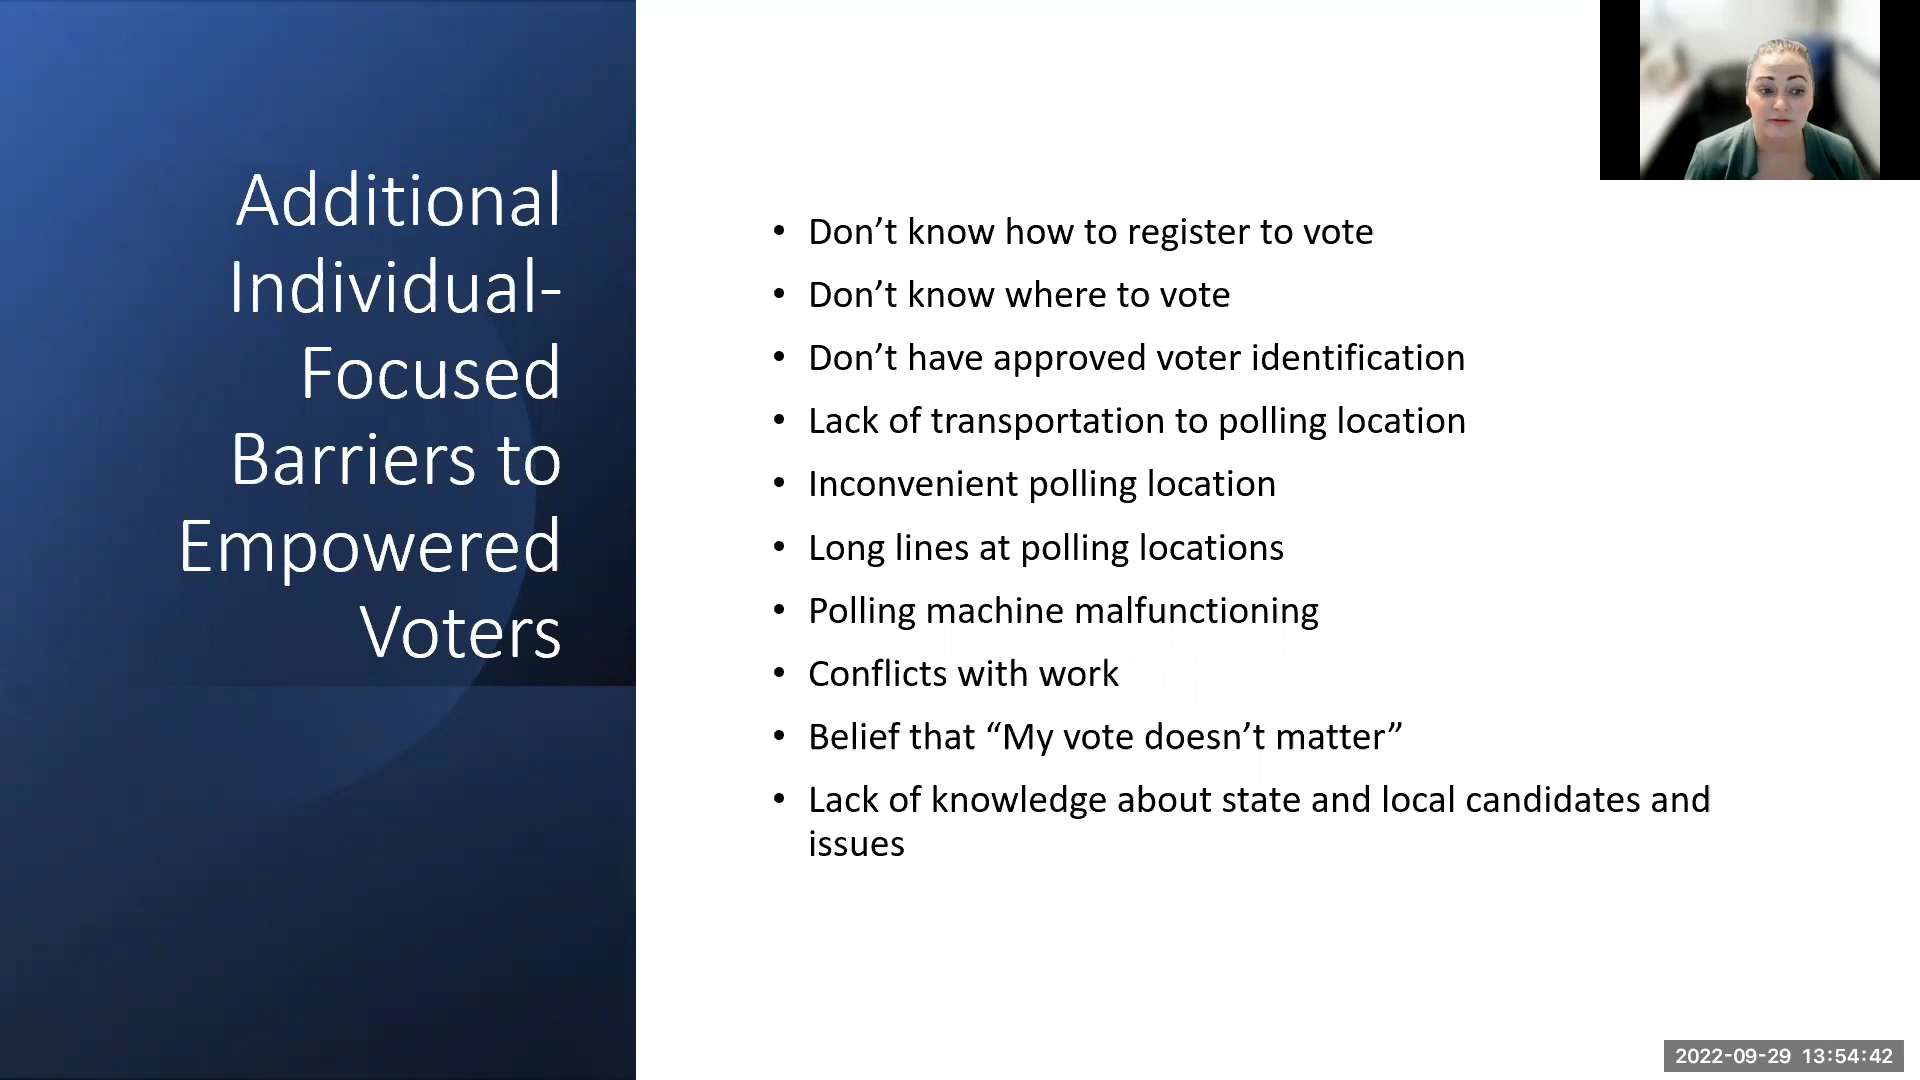 Additional
Individual-
Focused
Barriers to
Empowered
Voters
• Don’t know how to register to vote
• Don’t know where to vote
• Don’t have approved voter identification
• Lack of transportation to polling location
• Inconvenient polling location
• Long lines at polling locations
• Polling machine malfunctioning
• Conflicts with work
• Belief that “My vote doesn’t matter”
• Lack of knowledge about state and local candidates and
issues
2022-09-29 13:54:42